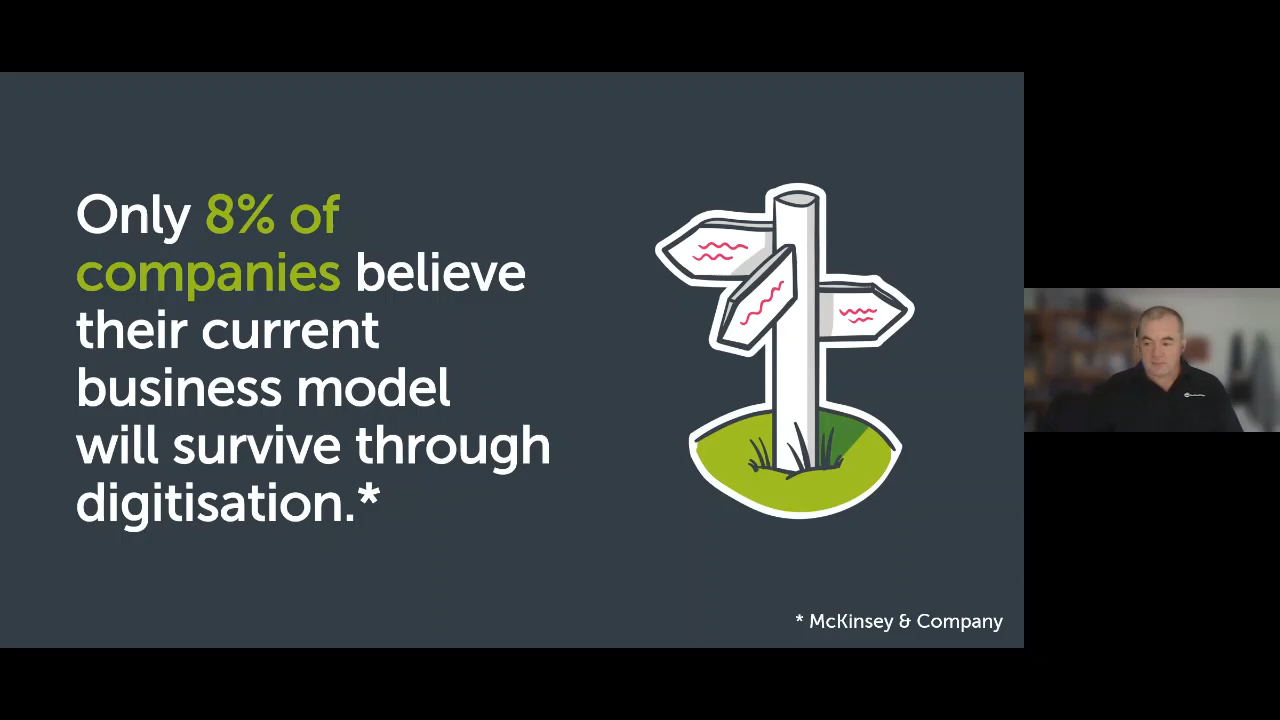 Only 8% of
companies believe
their current
business model
will survive through
digitisation.*
* McKinsey & Company